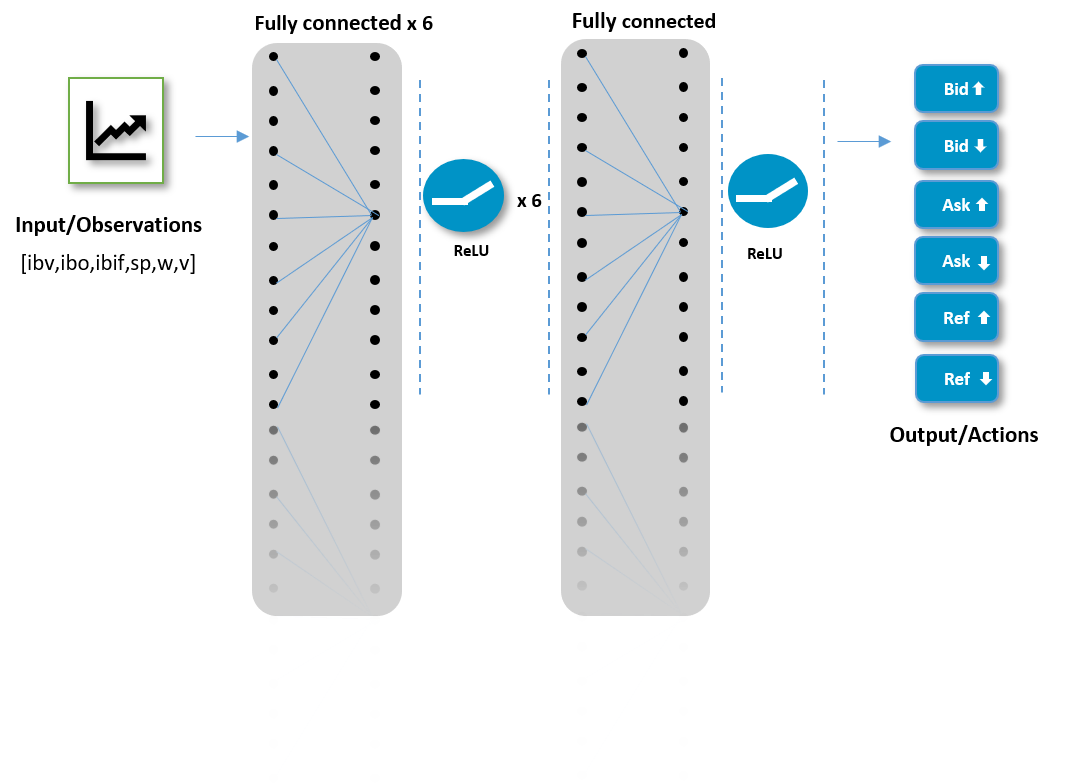 Fully connected x 6
Fully connected
Input/Observations
[ibv,ibo,ibif,sp,w,v]
ReLU
x 6
ReLU
Bid
Bid
Ask
Ask
Ref
Ref
Output/Actions